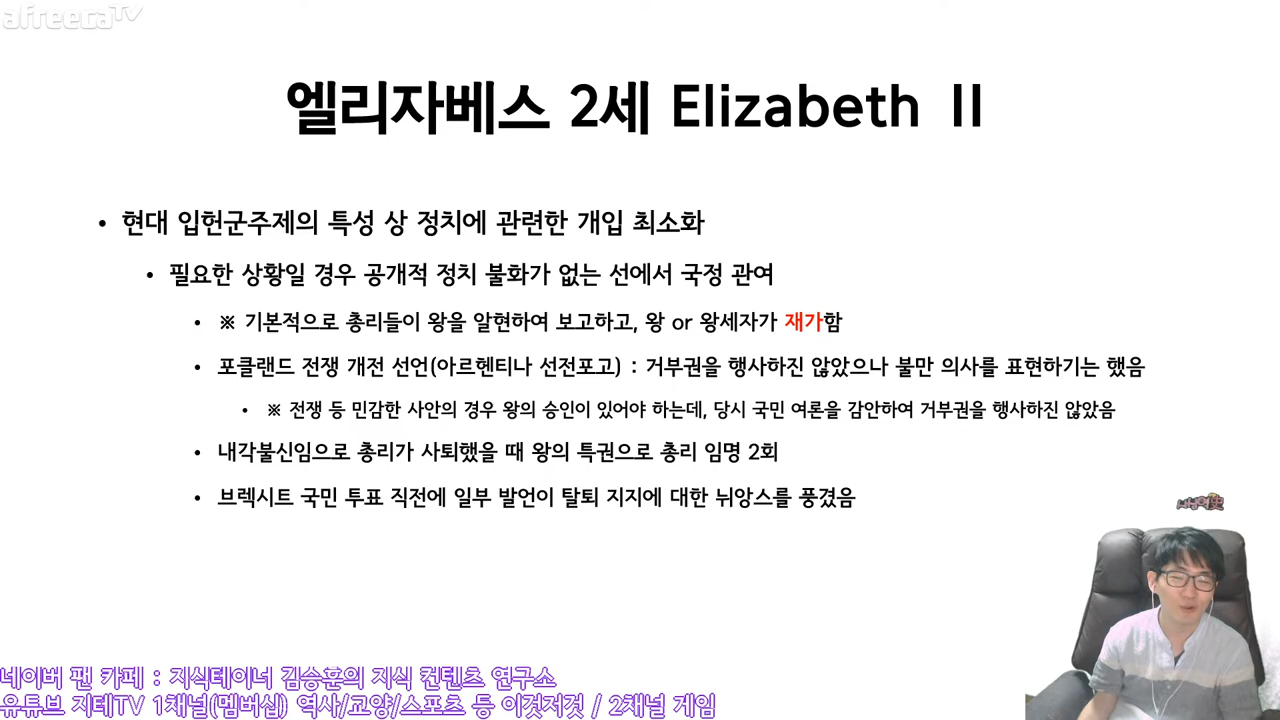 afreecaTV
엘리자베스 2세 Elizabeth Ⅱ
• 현대 입헌군주제의 특성 상 정치에 관련한 개입 최소화
• 필요한 상황일 경우 공개적 정치 불화가 없는 선에서 국정 관여
• ※ 기본적으로 총리들이 왕을 알현하여 보고하고, 왕 or 왕세자가 재가함
• 포클랜드 전쟁 개전 선언(아르헨티나 선전포고) : 거부권을 행사하진 않았으나 불만 의사를 표현하기는 했음
• ※ 전쟁 등 민감한 사안의 경우 왕의 승인이 있어야 하는데, 당시 국민 여론을 감안하여 거부권을 행사하진 않았음
• 내각불신임으로 총리가 사퇴했을 때 왕의 특권으로 총리 임명 2회
• 브렉시트 국민 투표 직전에 일부 발언이 탈퇴 지지에 대한 뉘앙스를 풍겼음
네이버 팬 카페 : 지식테이너 김승훈의 지식 컨텐츠 연구소
유튜브 지테TV 1채널(멤버십) 역사/교양/스포츠 등 이것저것 / 2채널 게임